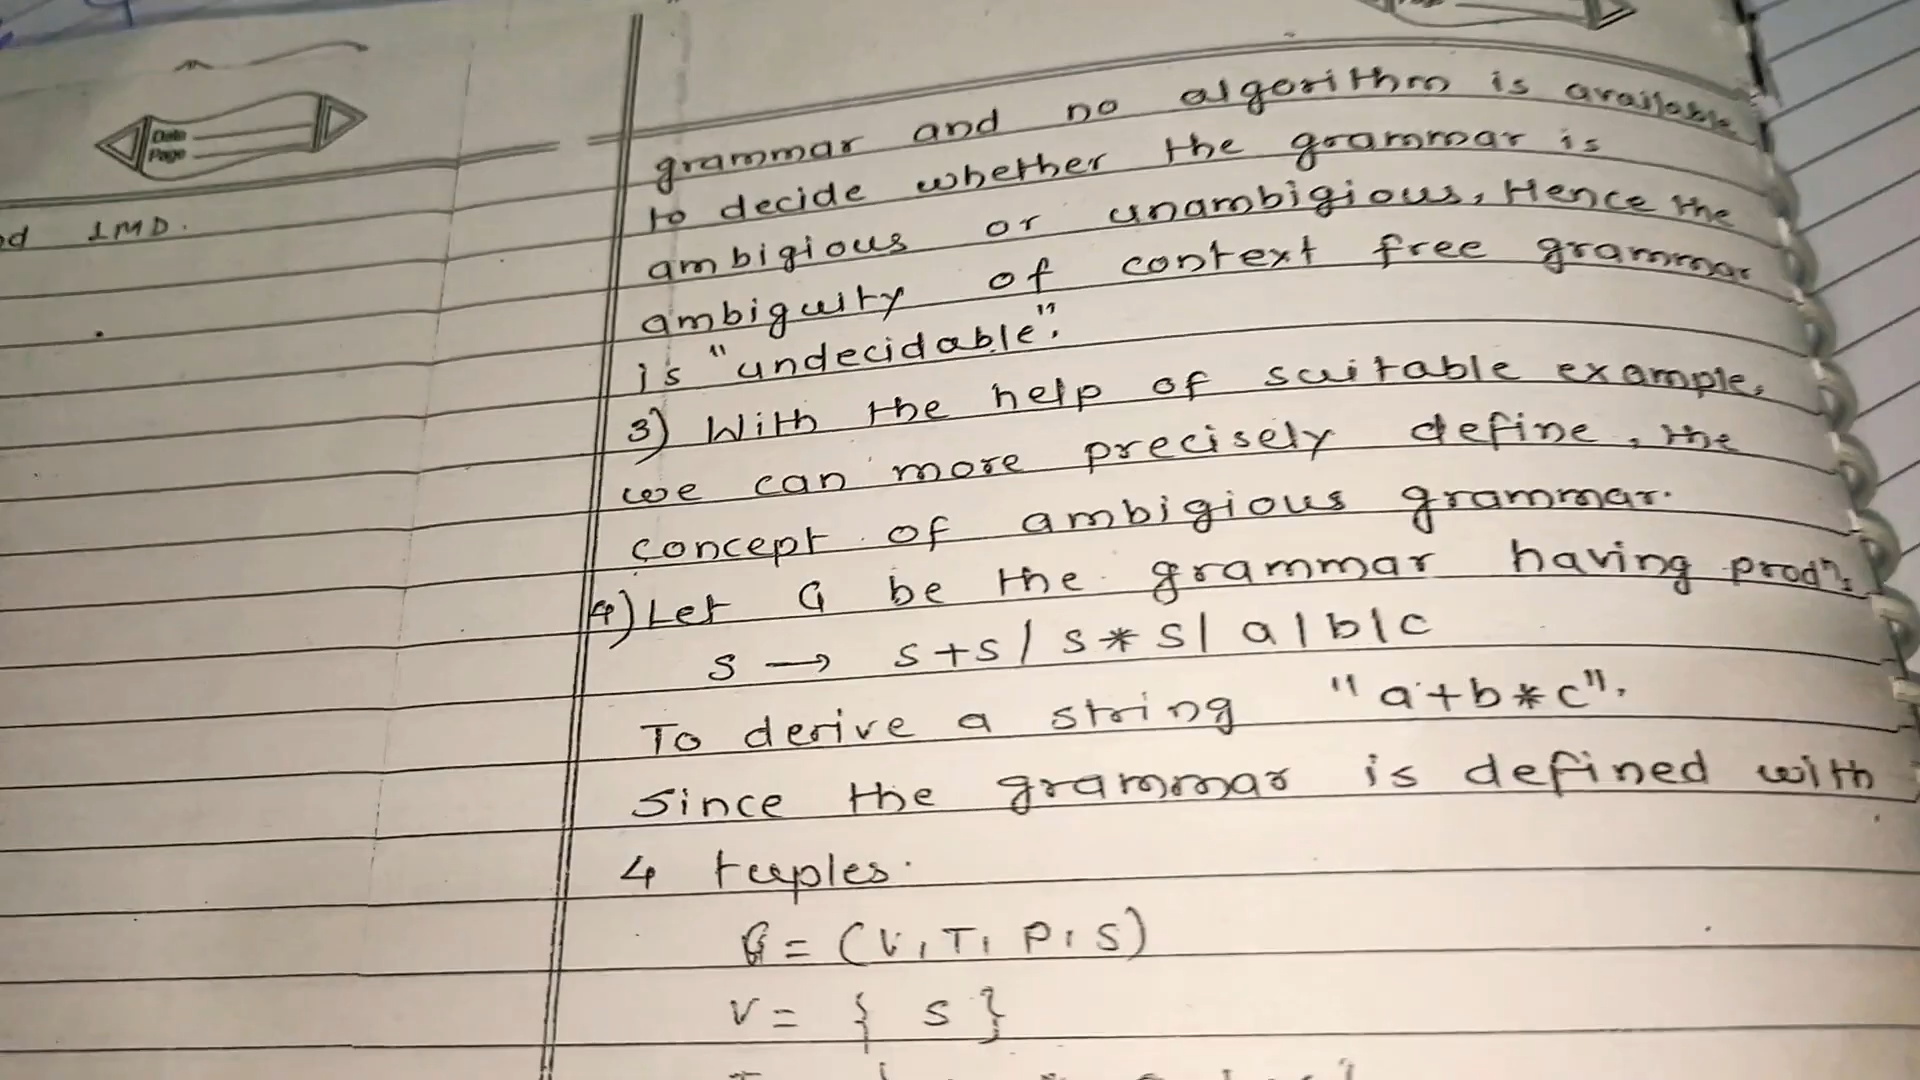 Date
Page
ed IMD.
grammar and no algorithm is available
to decide whether the grammar is
ambigious or unambigious, Hence the
ambiguity of context free grammar
is "undecidable".
3) With the help of suitable example,
we can more precisely define, the
concept of ambigious grammar.
4) Let G be the grammar having prodn.
S → S+S / S*S | a | b | c
To derive a string "a+b*c".
Since the grammar is defined with
4 tuples.
G = (V, T, P, S)
V = { S }